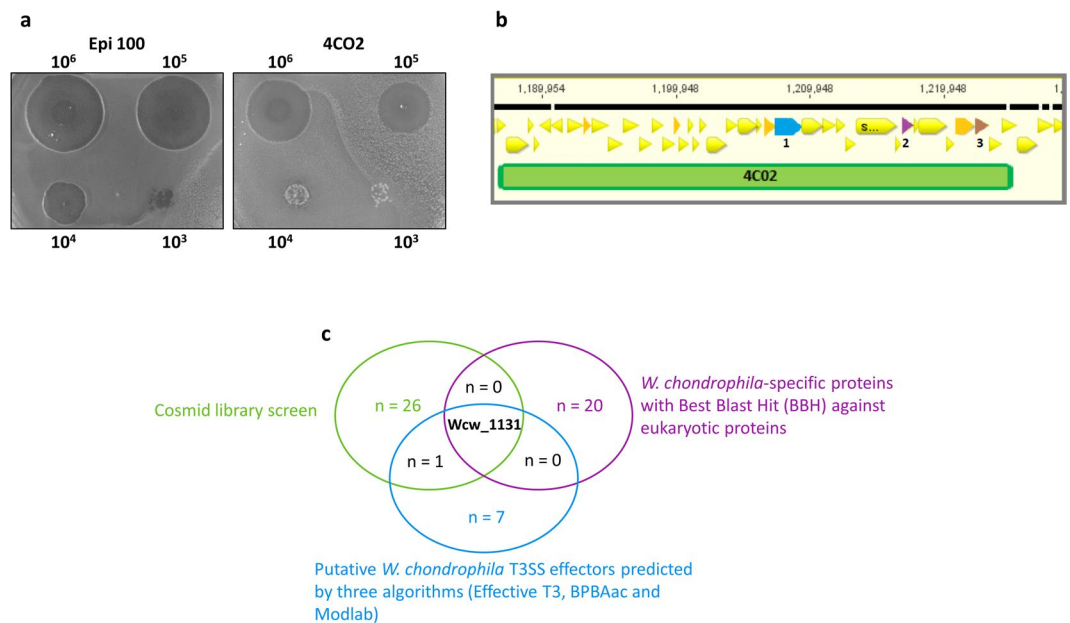 a
Epi 100
4CO2
10⁶
10⁵
10⁶
10⁵
10⁴
10³
10⁴
10³
b
1,189,954
1,199,948
1,209,948
1,219,948
1,
s...
1
2
3
4C02
c
Cosmid library screen
n = 26
n = 0
n = 20
Wcw_1131
n = 1
n = 0
n = 7
W. chondrophila-specific proteins
with Best Blast Hit (BBH) against
eukaryotic proteins
Putative W. chondrophila T3SS effectors predicted
by three algorithms (Effective T3, BPBAac and
Modlab)